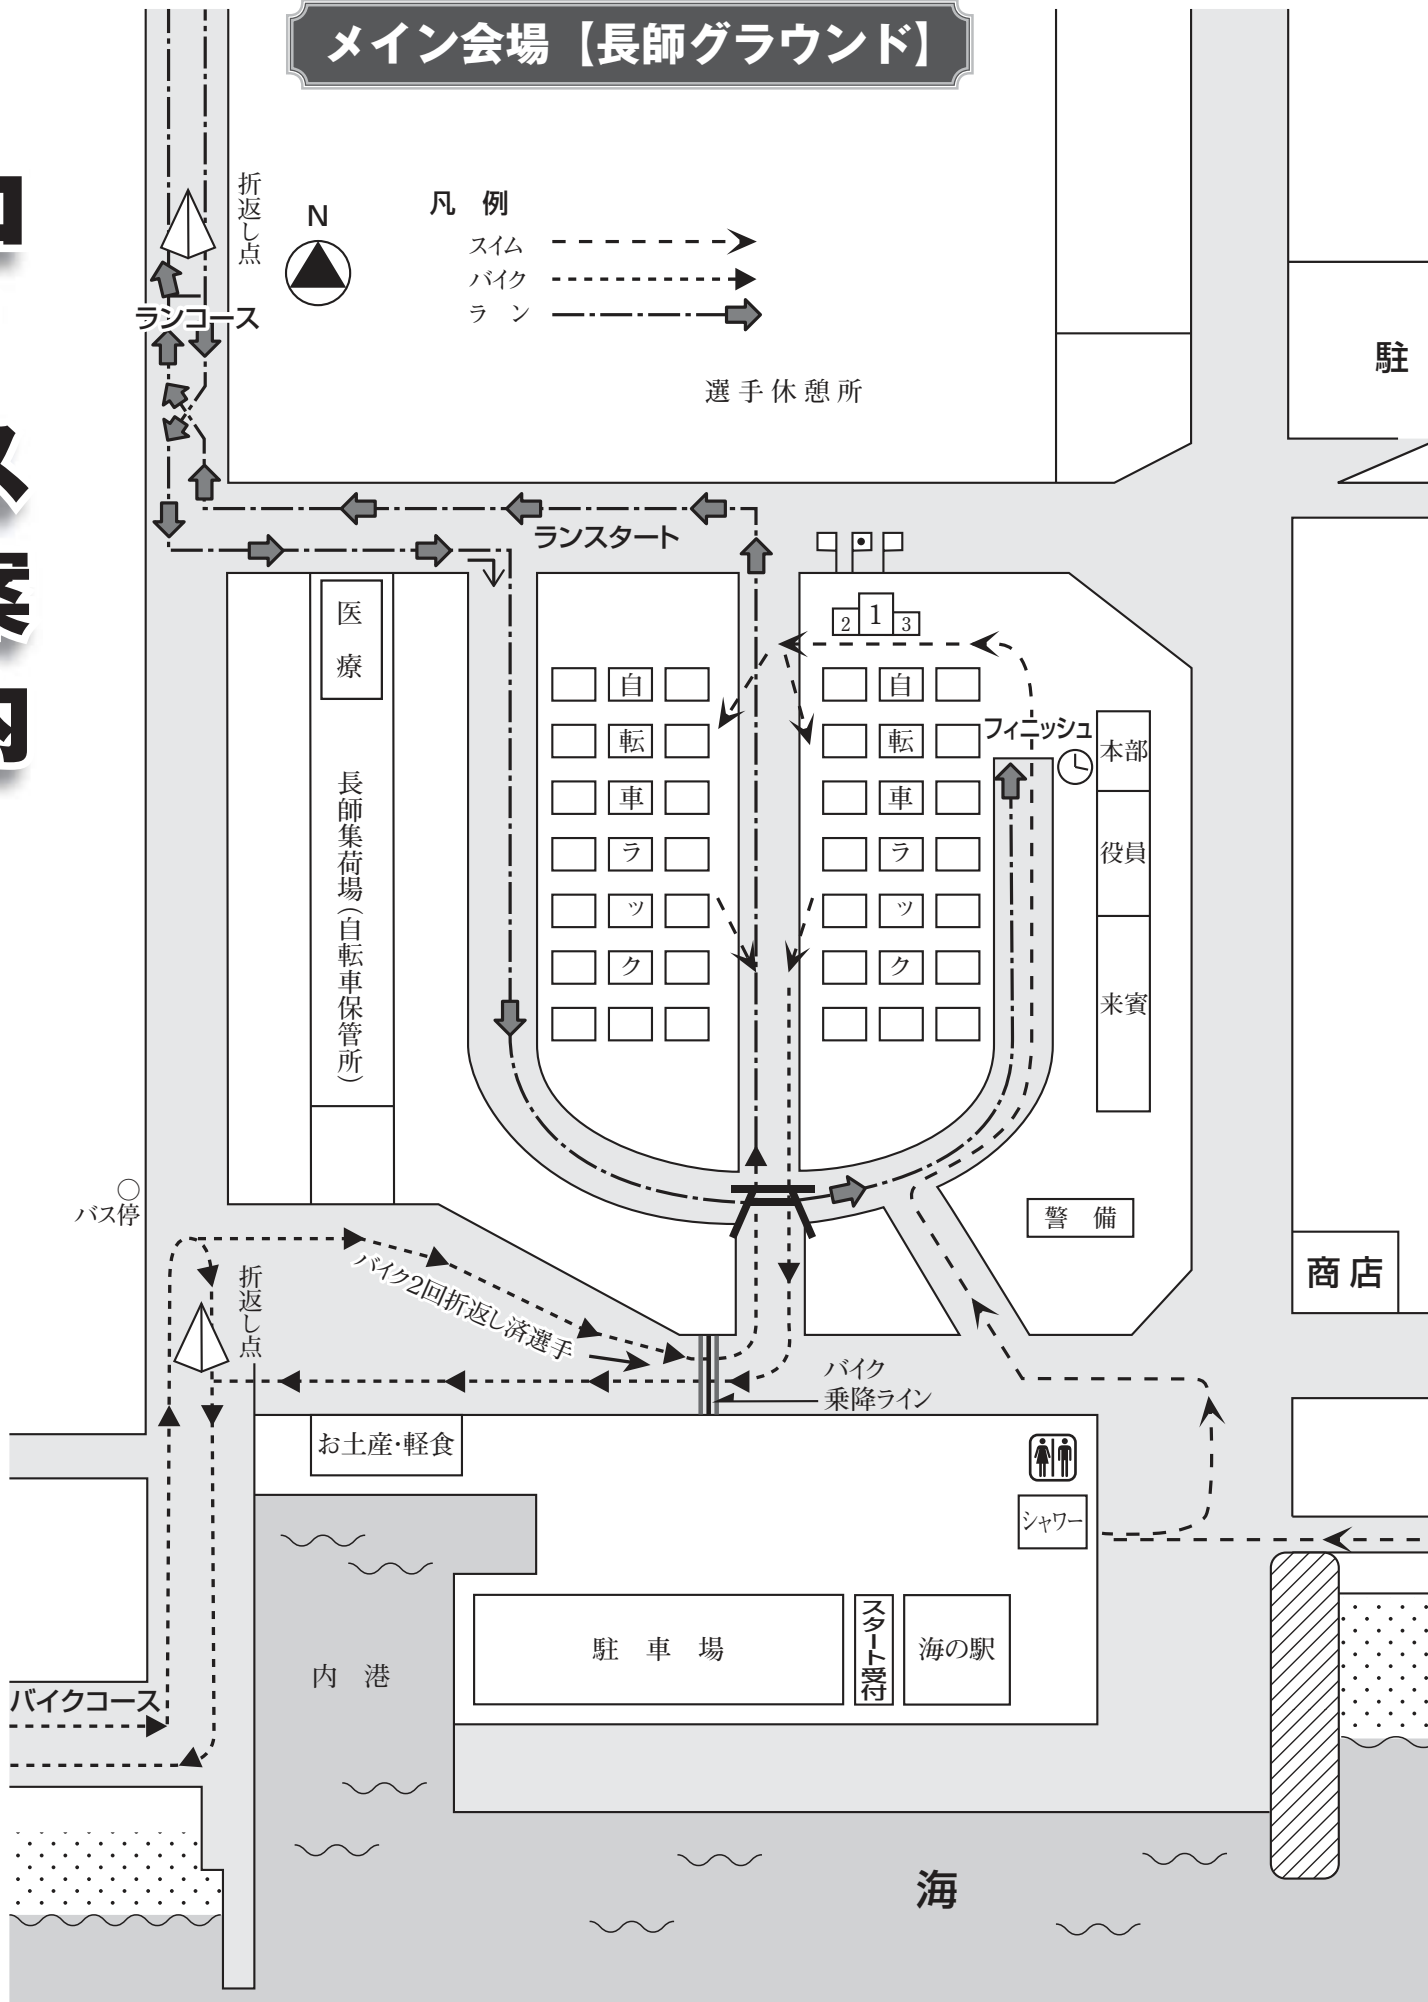 メイン会場【長師グラウンド】
折返し点
N
凡 例
スイム
バイク
ラ ン
ランコース
選手休憩所
駐
ランスタート
医療
1
2
3
自転車ラック
自転車ラック
フィニッシュ
本部
役員
来賓
長師集荷場(自転車保管所)
バス停
警 備
商店
折返し点
バイク2回折返し済選手
バイク
乗降ライン
お土産・軽食
シャワー
駐 車 場
スタート受付
海の駅
内 港
バイクコース
海
案内